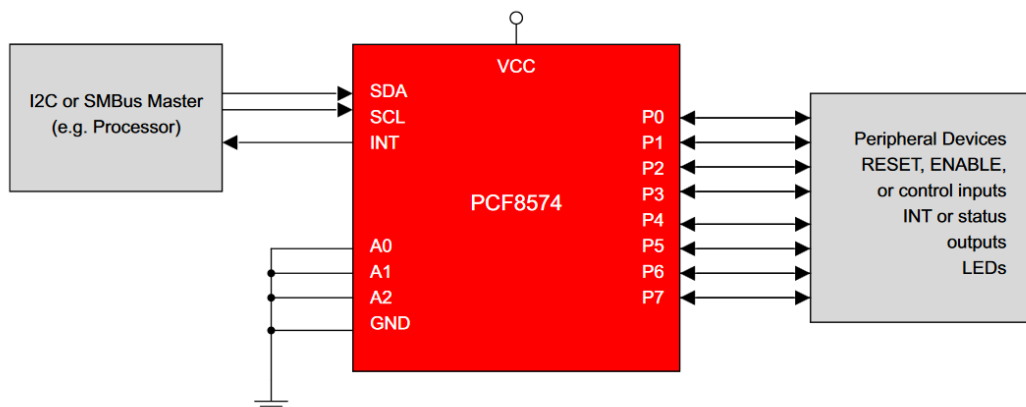 I2C or SMBus Master
(e.g. Processor)
VCC
SDA
SCL
INT
A0
A1
A2
GND
PCF8574
P0
P1
P2
P3
P4
P5
P6
P7
Peripheral Devices
RESET, ENABLE,
or control inputs
INT or status
outputs
LEDs